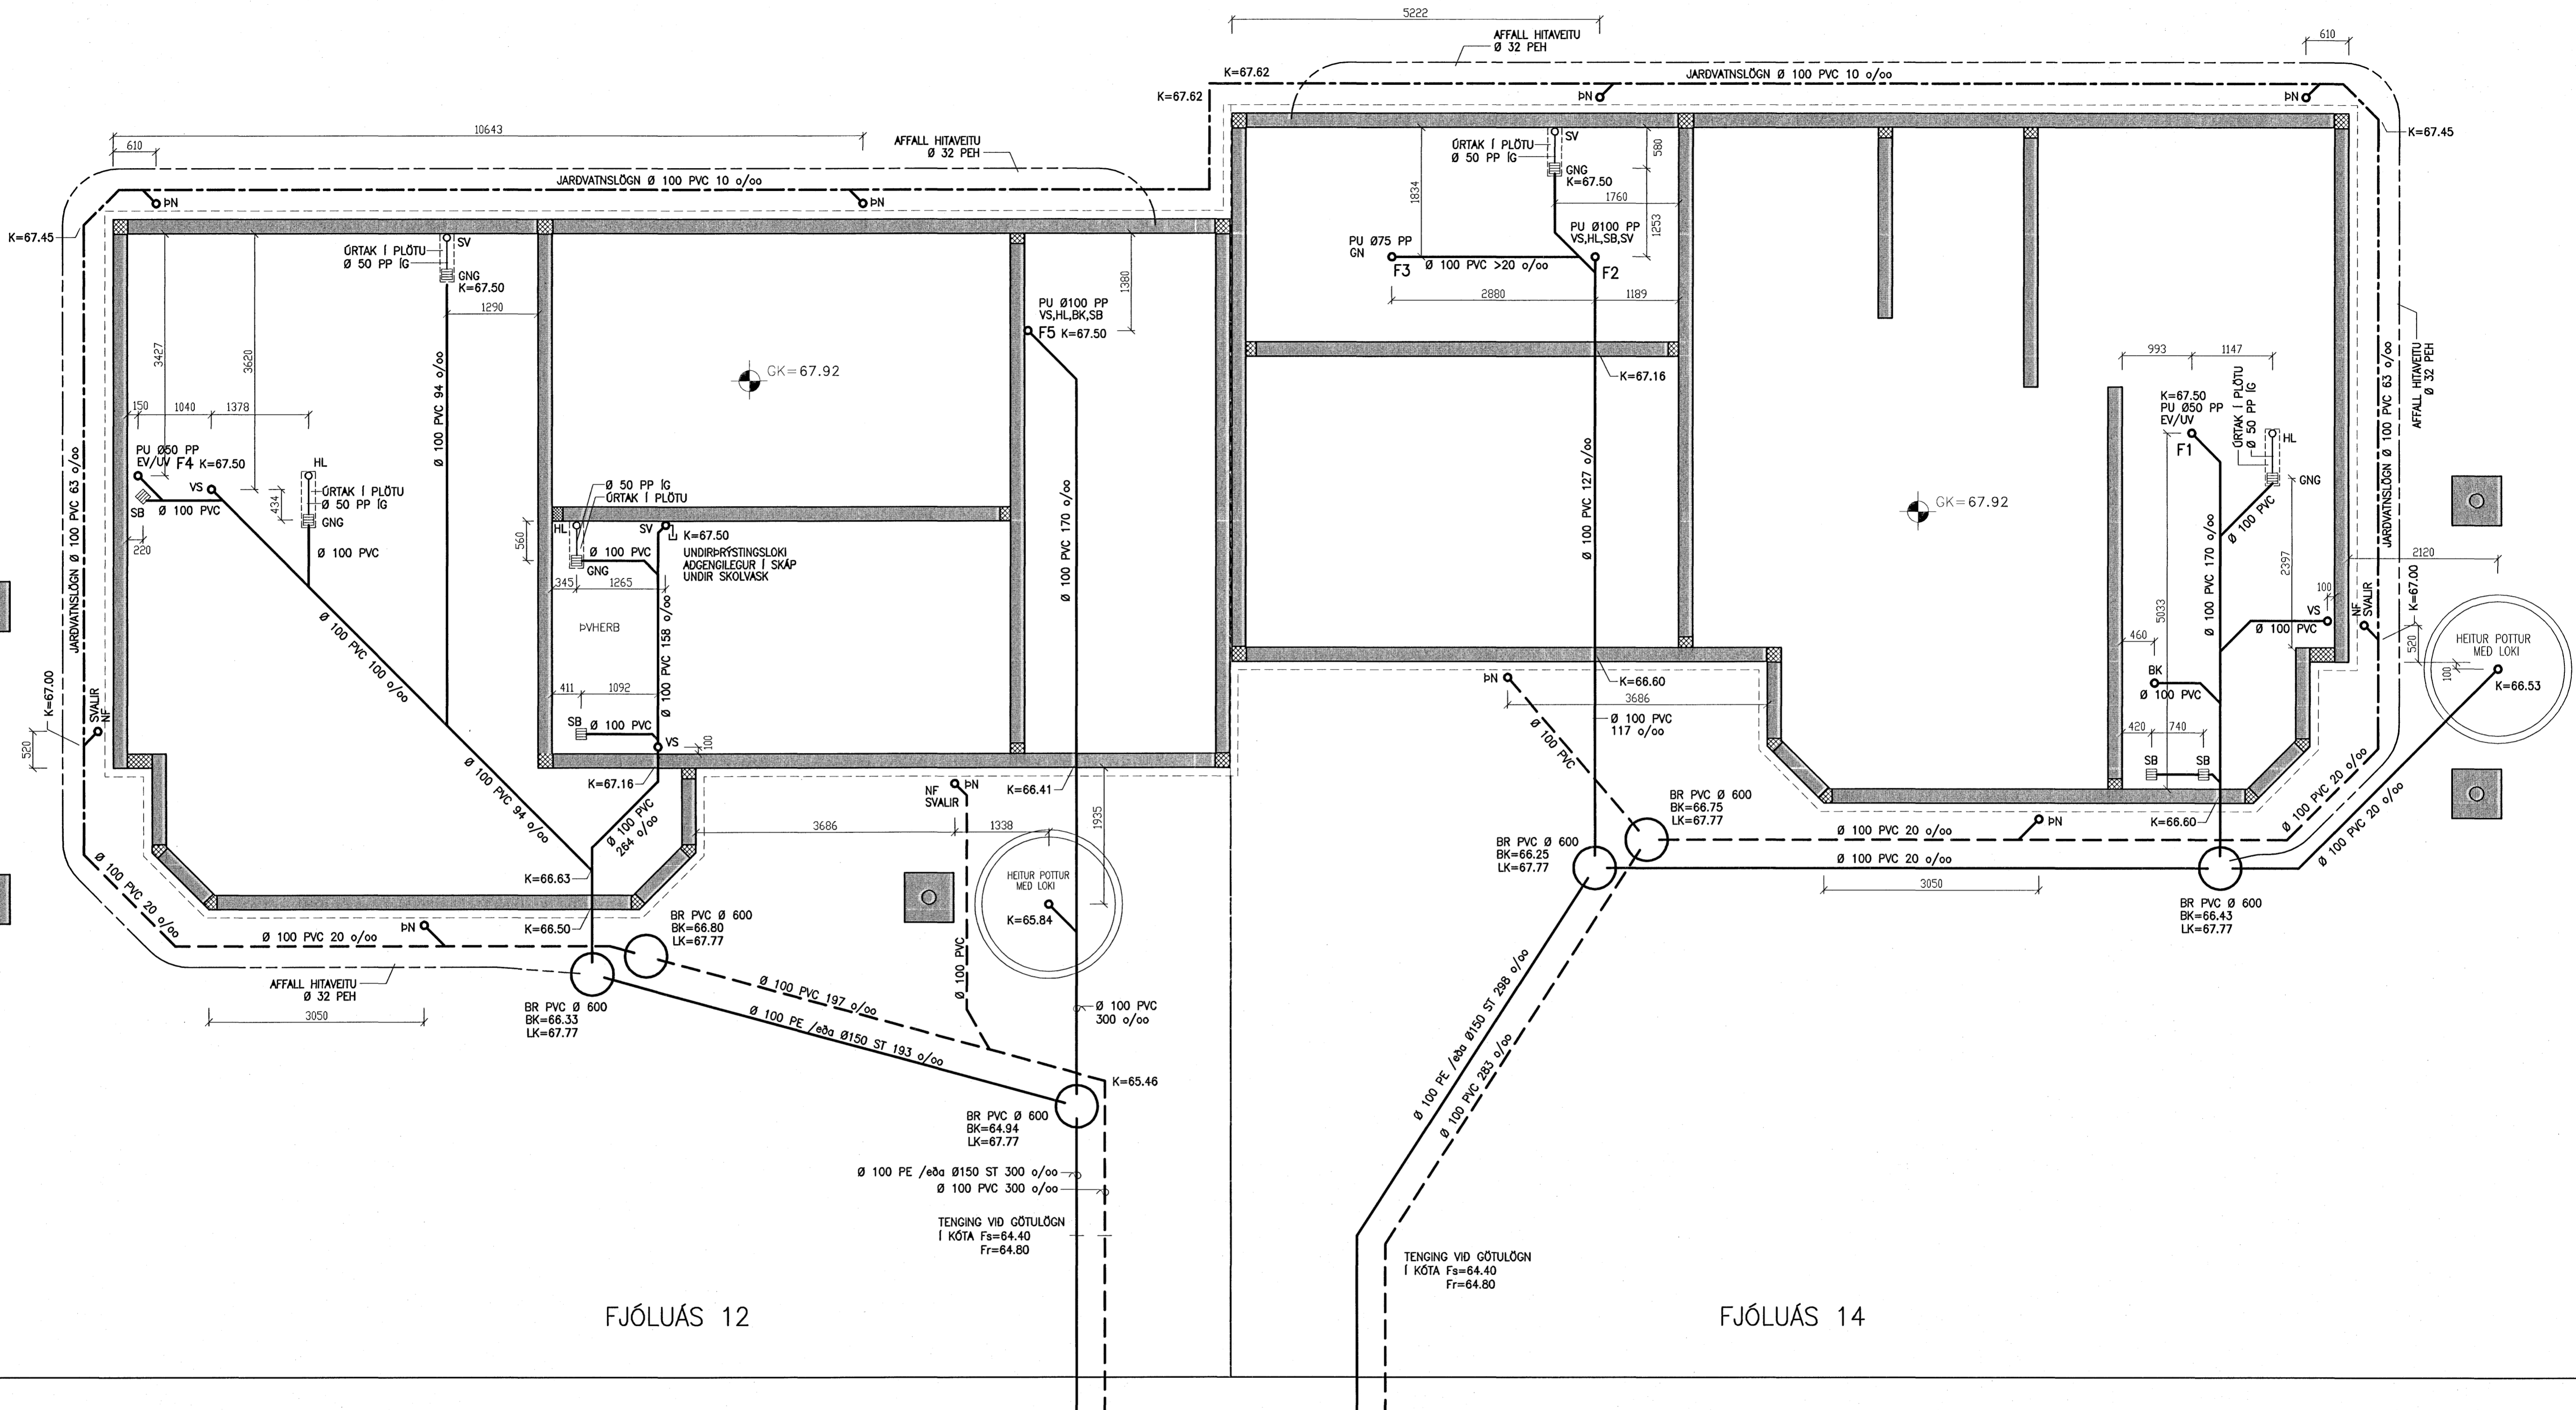 5222
AFFALL HITAVEITU
Ø 32 PEH
610
K=67.62
JARÐVATNSLÖGN Ø 100 PVC 10 o/oo
K=67.62
ÞN
ÞN
K=67.45
10643
610
AFFALL HITAVEITU
Ø 32 PEH
JARÐVATNSLÖGN Ø 100 PVC 10 o/oo
ÞN
ÞN
K=67.45
ÚRTAK Í PLÖTU
Ø 50 PP ÍG
SV
GNG
K=67.50
1290
3427
3620
Ø 100 PVC 94 o/oo
150
1040
1378
PU Ø50 PP
EV/UV F4 K=67.50
VS
SB
Ø 100 PVC
220
HL
434
ÚRTAK Í PLÖTU
Ø 50 PP ÍG
GNG
Ø 100 PVC
JARÐVATNSLÖGN Ø 100 PVC 63 o/oo
K=67.00
SVALIR
NF
520
Ø 100 PVC 100 o/oo
Ø 100 PVC 94 o/oo
GK=67.92
1380
PU Ø100 PP
VS,HL,BK,SB
F5 K=67.50
Ø 100 PVC 170 o/oo
Ø 50 PP ÍG
ÚRTAK Í PLÖTU
HL
SV
K=67.50
560
Ø 100 PVC
GNG
UNDIRÞRÝSTINGSLOKI
AÐGENGILEGUR Í SKÁP
UNDIR SKOLVASK
345
1265
ÞVHERB
Ø 100 PVC 158 o/oo
411
1092
SB
Ø 100 PVC
VS
100
K=67.16
Ø 100 PVC
264 o/oo
K=66.63
K=66.50
K=66.41
NF
SVALIR
ÞN
3686
1338
1935
HEITUR POTTUR
MEÐ LOKI
K=65.84
Ø 100 PVC 20 o/oo
Ø 100 PVC 20 o/oo
ÞN
AFFALL HITAVEITU
Ø 32 PEH
3050
BR PVC Ø 600
BK=66.80
LK=67.77
BR PVC Ø 600
BK=66.33
LK=67.77
Ø 100 PVC 197 o/oo
Ø 100 PE /eða Ø150 ST 193 o/oo
Ø 100 PVC
Ø 100 PVC
300 o/oo
K=65.46
BR PVC Ø 600
BK=64.94
LK=67.77
Ø 100 PE /eða Ø150 ST 300 o/oo
Ø 100 PVC 300 o/oo
TENGING VIÐ GÖTULÖGN
Í KÓTA Fs=64.40
Fr=64.80
FJÓLUÁS 12
1834
ÚRTAK Í PLÖTU
Ø 50 PP ÍG
SV
GNG
K=67.50
580
1760
1253
PU Ø75 PP
GN
F3
PU Ø100 PP
VS,HL,SB,SV
F2
Ø 100 PVC >20 o/oo
2880
1189
K=67.16
Ø 100 PVC 127 o/oo
K=66.60
ÞN
3686
Ø 100 PVC
Ø 100 PVC
117 o/oo
GK=67.92
993
1147
K=67.50
PU Ø50 PP
EV/UV
F1
ÚRTAK Í PLÖTU
Ø 50 PP ÍG
HL
GNG
Ø 100 PVC
Ø 100 PVC 170 o/oo
5033
2397
100
VS
Ø 100 PVC
460
BK
Ø 100 PVC
420
740
SB
SB
K=66.60
JARÐVATNSLÖGN Ø 100 PVC 63 o/oo
AFFALL HITAVEITU
Ø 32 PEH
2120
K=67.00
NF
SVALIR
520
100
HEITUR POTTUR
MEÐ LOKI
K=66.53
Ø 100 PVC 20 o/oo
Ø 100 PVC 20 o/oo
BR PVC Ø 600
BK=66.75
LK=67.77
BR PVC Ø 600
BK=66.25
LK=67.77
Ø 100 PVC 20 o/oo
ÞN
Ø 100 PVC 20 o/oo
3050
BR PVC Ø 600
BK=66.43
LK=67.77
Ø 100 PE /eða Ø150 ST 298 o/oo
Ø 100 PVC 283 o/oo
TENGING VIÐ GÖTULÖGN
Í KÓTA Fs=64.40
Fr=64.80
FJÓLUÁS 14